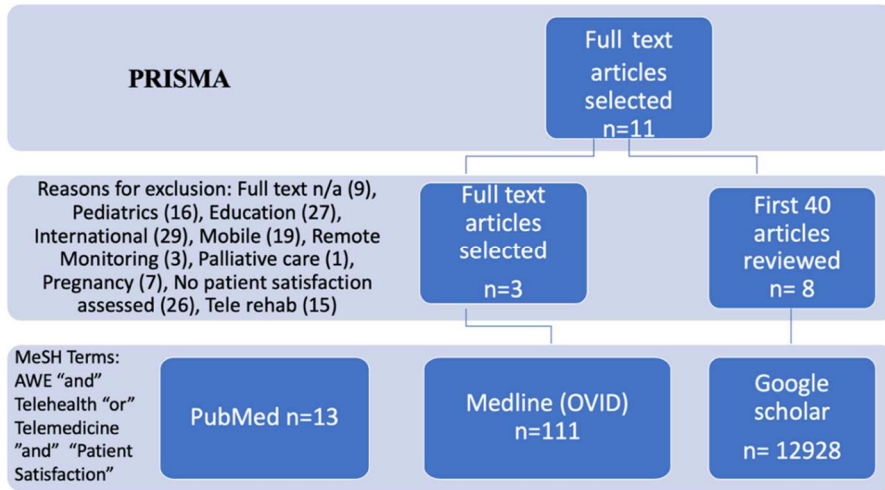 PRISMA
Full text
articles
selected
n=11
Reasons for exclusion: Full text n/a (9),
Pediatrics (16), Education (27),
International (29), Mobile (19), Remote
Monitoring (3), Palliative care (1),
Pregnancy (7), No patient satisfaction
assessed (26), Tele rehab (15)
Full text
articles
selected
n=3
First 40
articles
reviewed
n= 8
MeSH Terms:
AWE “and”
Telehealth “or”
Telemedicine
”and” “Patient
Satisfaction”
PubMed n=13
Medline (OVID)
n=111
Google
scholar
n= 12928